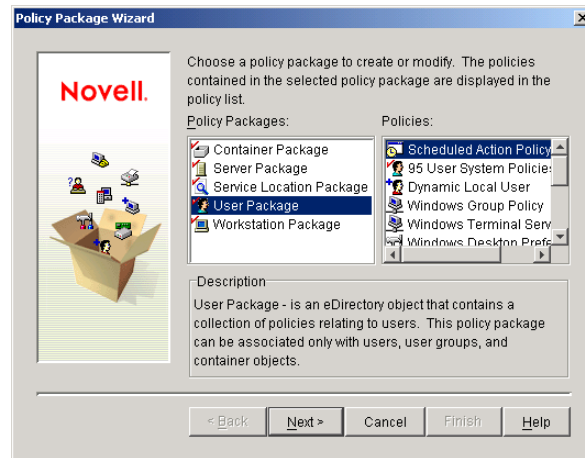 Policy Package Wizard
Novell.
Choose a policy package to create or modify. The policies
contained in the selected policy package are displayed in the
policy list.
Policy Packages:
Container Package
Server Package
Service Location Package
User Package
Workstation Package
Policies:
Scheduled Action Policy
95 User System Policies
Dynamic Local User
Windows Group Policy
Windows Terminal Serv
Windows Desktop Prefe
Description
User Package - is an eDirectory object that contains a
collection of policies relating to users. This policy package
can be associated only with users, user groups, and
container objects.
< Back
Next >
Cancel
Finish
Help